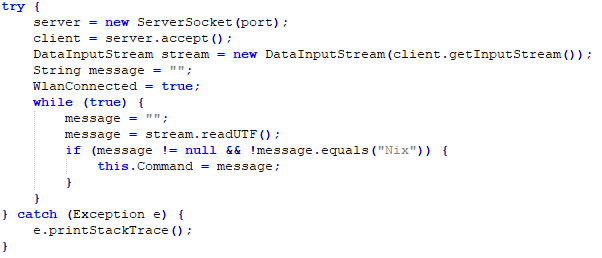 try {
    server = new ServerSocket(port);
    client = server.accept();
    DataInputStream stream = new DataInputStream(client.getInputStream());
    String message = "";
    WlanConnected = true;
    while (true) {
        message = "";
        message = stream.readUTF();
        if (message != null && !message.equals("Nix")) {
            this.Command = message;
        }
    }
} catch (Exception e) {
    e.printStackTrace();
}